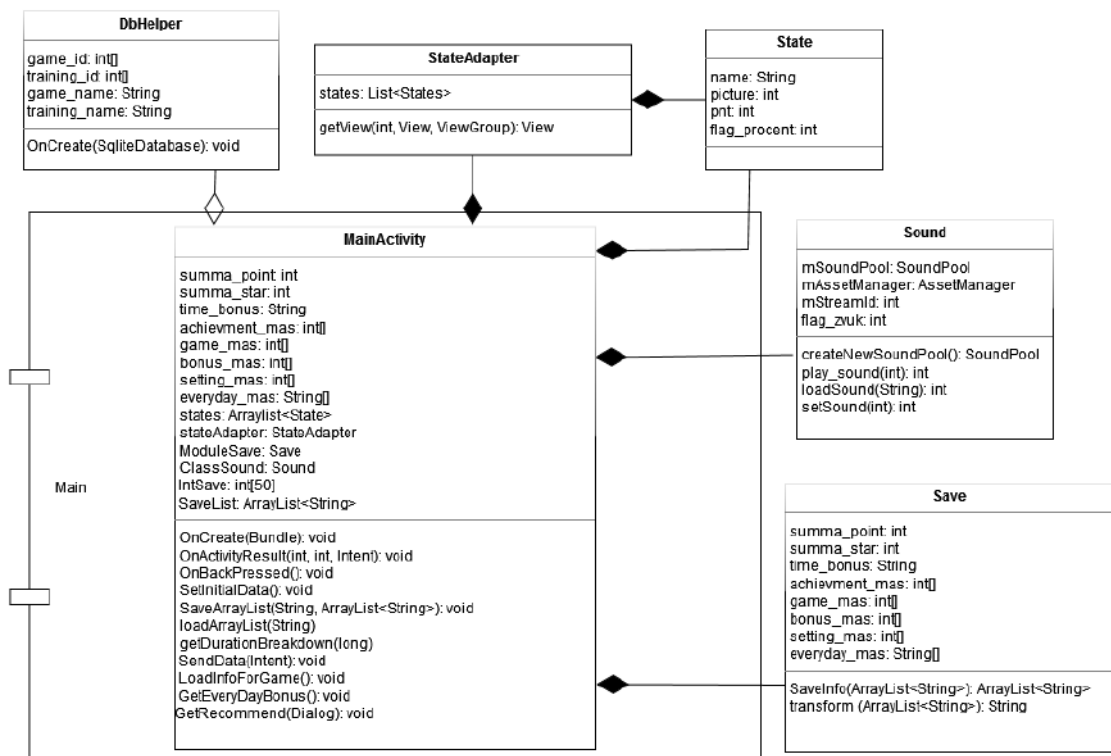 DbHelper
game_id: int[]
training_id: int[]
game_name: String
training_name: String
OnCreate(SqliteDatabase): void
StateAdapter
states: List<States>
getView(int, View, ViewGroup): View
State
name: String
picture: int
pnt: int
flag_procent: int
Main
MainActivity
summa_point: int
summa_star: int
time_bonus: String
achievment_mas: int[]
game_mas: int[]
bonus_mas: int[]
setting_mas: int[]
everyday_mas: String[]
states: Arraylist<State>
stateAdapter: StateAdapter
ModuleSave: Save
ClassSound: Sound
IntSave: int[50]
SaveList: ArrayList<String>
OnCreate(Bundle): void
OnActivityResult(int, int, Intent): void
OnBackPressed(): void
SetInitialData(): void
SaveArrayList(String, ArrayList<String>): void
loadArrayList(String)
getDurationBreakdown(long)
SendData(Intent): void
LoadInfoForGame(): void
GetEveryDayBonus(): void
GetRecommend(Dialog): void
Sound
mSoundPool: SoundPool
mAssetManager: AssetManager
mStreamId: int
flag_zvuk: int
createNewSoundPool(): SoundPool
play_sound(int): int
loadSound(String): int
setSound(int): int
Save
summa_point: int
summa_star: int
time_bonus: String
achievment_mas: int[]
game_mas: int[]
bonus_mas: int[]
setting_mas: int[]
everyday_mas: String[]
SaveInfo(ArrayList<String>): ArrayList<String>
transform (ArrayList<String>): String